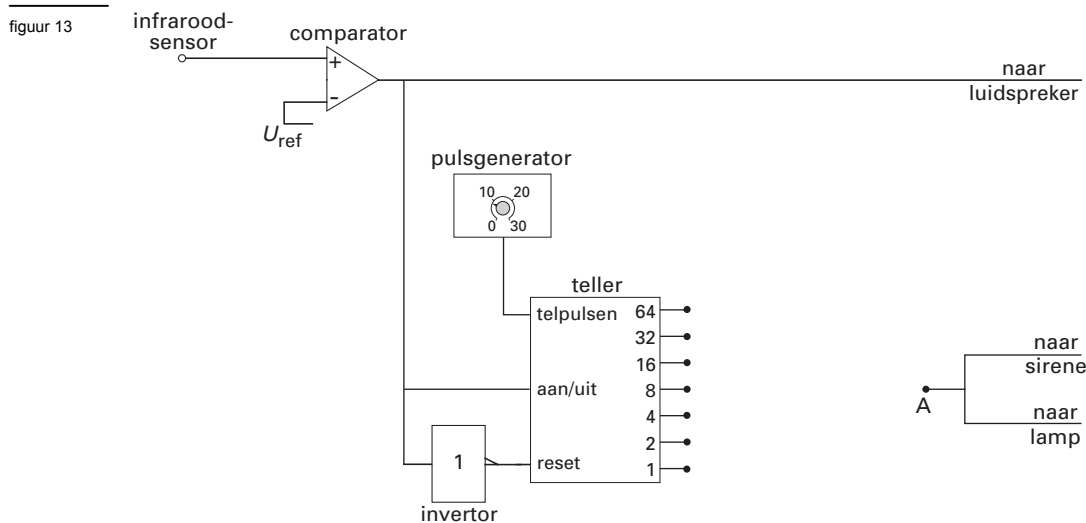 figuur 13
infrarood-
sensor
comparator
+
-
U ref
naar
luidspreker
pulsgenerator
10 20
0 30
teller
telpulsen 64
32
16
aan/uit 8
4
2
reset 1
1
invertor
A
naar
sirene
naar
lamp